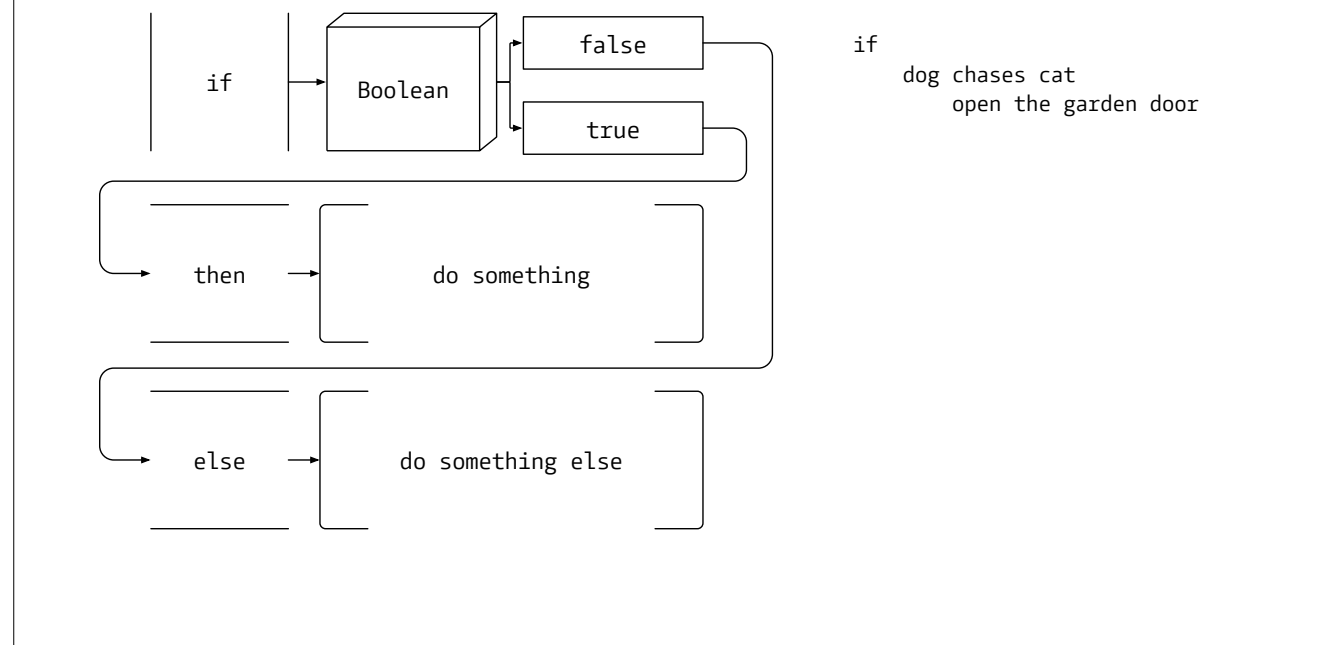 if
Boolean
false
true
then
do something
else
do something else
if
dog chases cat
open the garden door